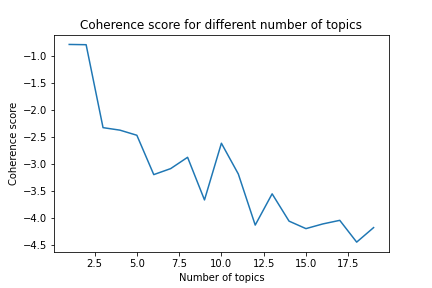 Coherence score for different number of topics
−1.0
−1.5
−2.0
−2.5
−3.0
−3.5
−4.0
−4.5
Coherence score
2.5 5.0 7.5 10.0 12.5 15.0 17.5
Number of topics